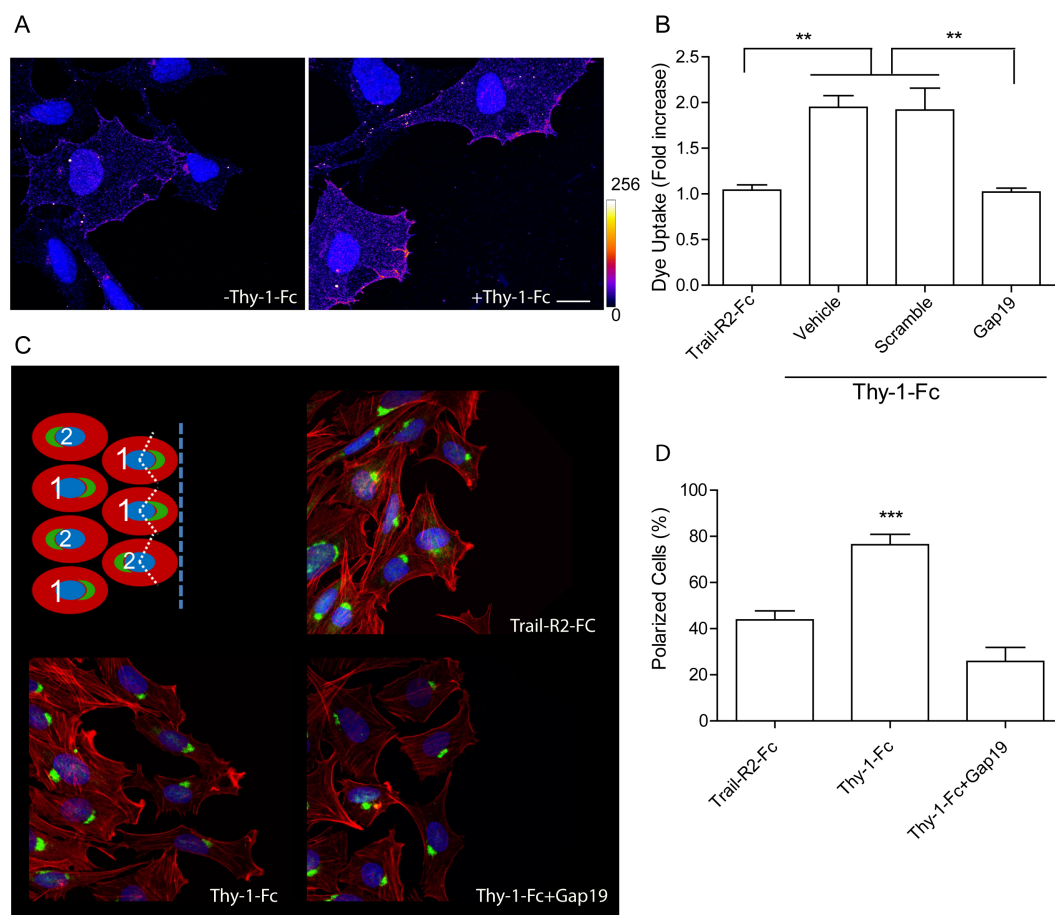 A
-Thy-1-Fc
+Thy-1-Fc
256
0
B
Dye Uptake (Fold increase)
2.5
2.0
1.5
1.0
0.5
0.0
**
**
Trail-R2-Fc
Vehicle
Scramble
Gap19
Thy-1-Fc
C
2
1
1
1
2
2
1
Trail-R2-FC
Thy-1-Fc
Thy-1-Fc+Gap19
D
Polarized Cells (%)
100
80
60
40
20
0
***
Trail-R2-Fc
Thy-1-Fc
Thy-1-Fc+Gap19